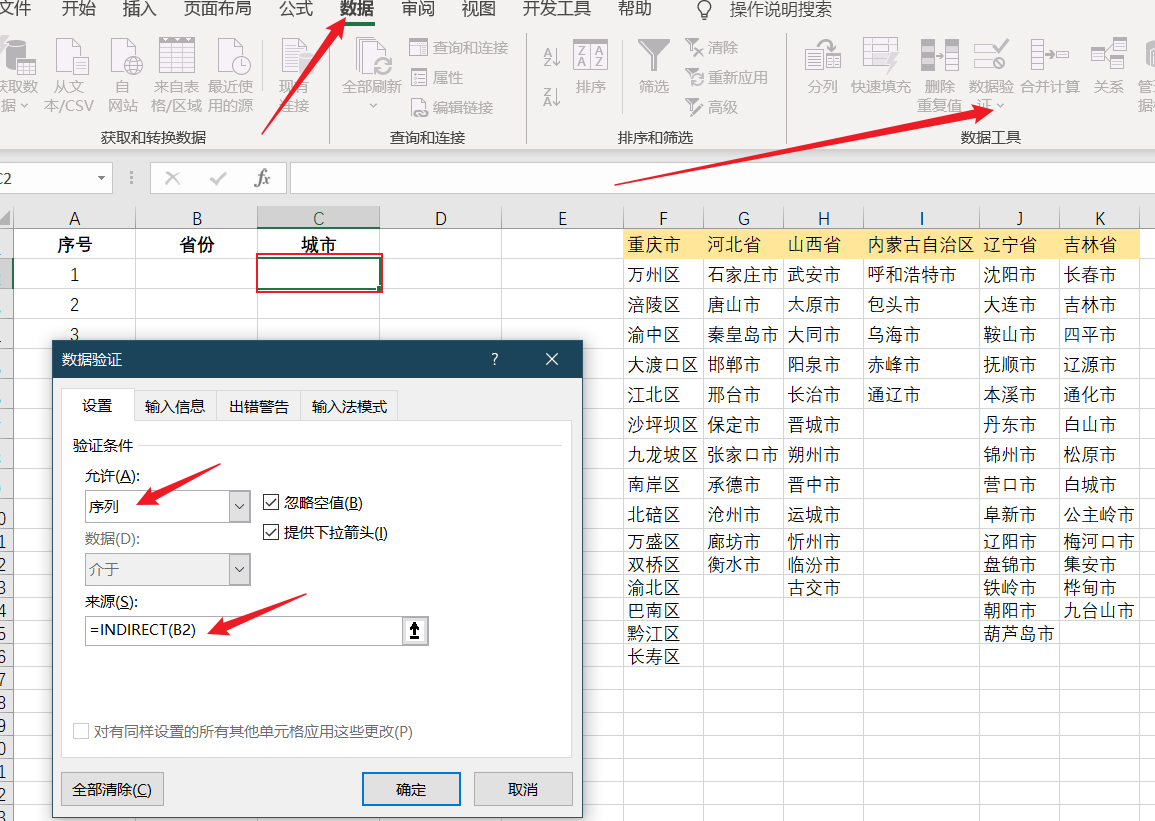 文件 开始 插入 页面布局 公式 数据 审阅 视图 开发工具 帮助 操作说明搜索
获取数据 从文本/CSV 自网站 来自表格/区域 最近使用的源 现有连接
获取和转换数据
全部刷新 查询和连接
属性
编辑链接
查询和连接
排序 筛选 清除
重新应用
高级
排序和筛选
分列 快速填充 删除重复值 数据验证 合并计算 关系
数据工具
C2 fx
A B C D E F G H I J K
序号 省份 城市 重庆市 河北省 山西省 内蒙古自治区 辽宁省 吉林省
1 万州区 石家庄市 武安市 呼和浩特市 沈阳市 长春市
2 涪陵区 唐山市 太原市 包头市 大连市 吉林市
3 渝中区 秦皇岛市 大同市 乌海市 鞍山市 四平市
大渡口区 邯郸市 阳泉市 赤峰市 抚顺市 辽源市
江北区 邢台市 长治市 通辽市 本溪市 通化市
沙坪坝区 保定市 晋城市 丹东市 白山市
九龙坡区 张家口市 朔州市 锦州市 松原市
南岸区 承德市 晋中市 营口市 白城市
北碚区 沧州市 运城市 阜新市 公主岭市
万盛区 廊坊市 忻州市 辽阳市 梅河口市
双桥区 衡水市 临汾市 盘锦市 集安市
渝北区 古交市 铁岭市 桦甸市
巴南区 朝阳市 九台山市
黔江区 葫芦岛市
长寿区
数据验证 ?
设置 输入信息 出错警告 输入法模式
验证条件
允许(A):
序列 忽略空值(B)
数据(D): 提供下拉箭头(I)
介于
来源(S):
=INDIRECT(B2)
对有同样设置的所有其他单元格应用这些更改(P)
全部清除(C) 确定 取消